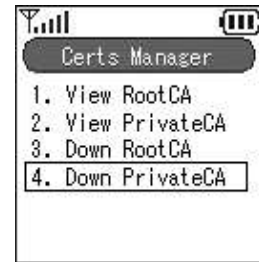 Certs Manager
1. View RootCA
2. View PrivateCA
3. Down RootCA
4. Down PrivateCA